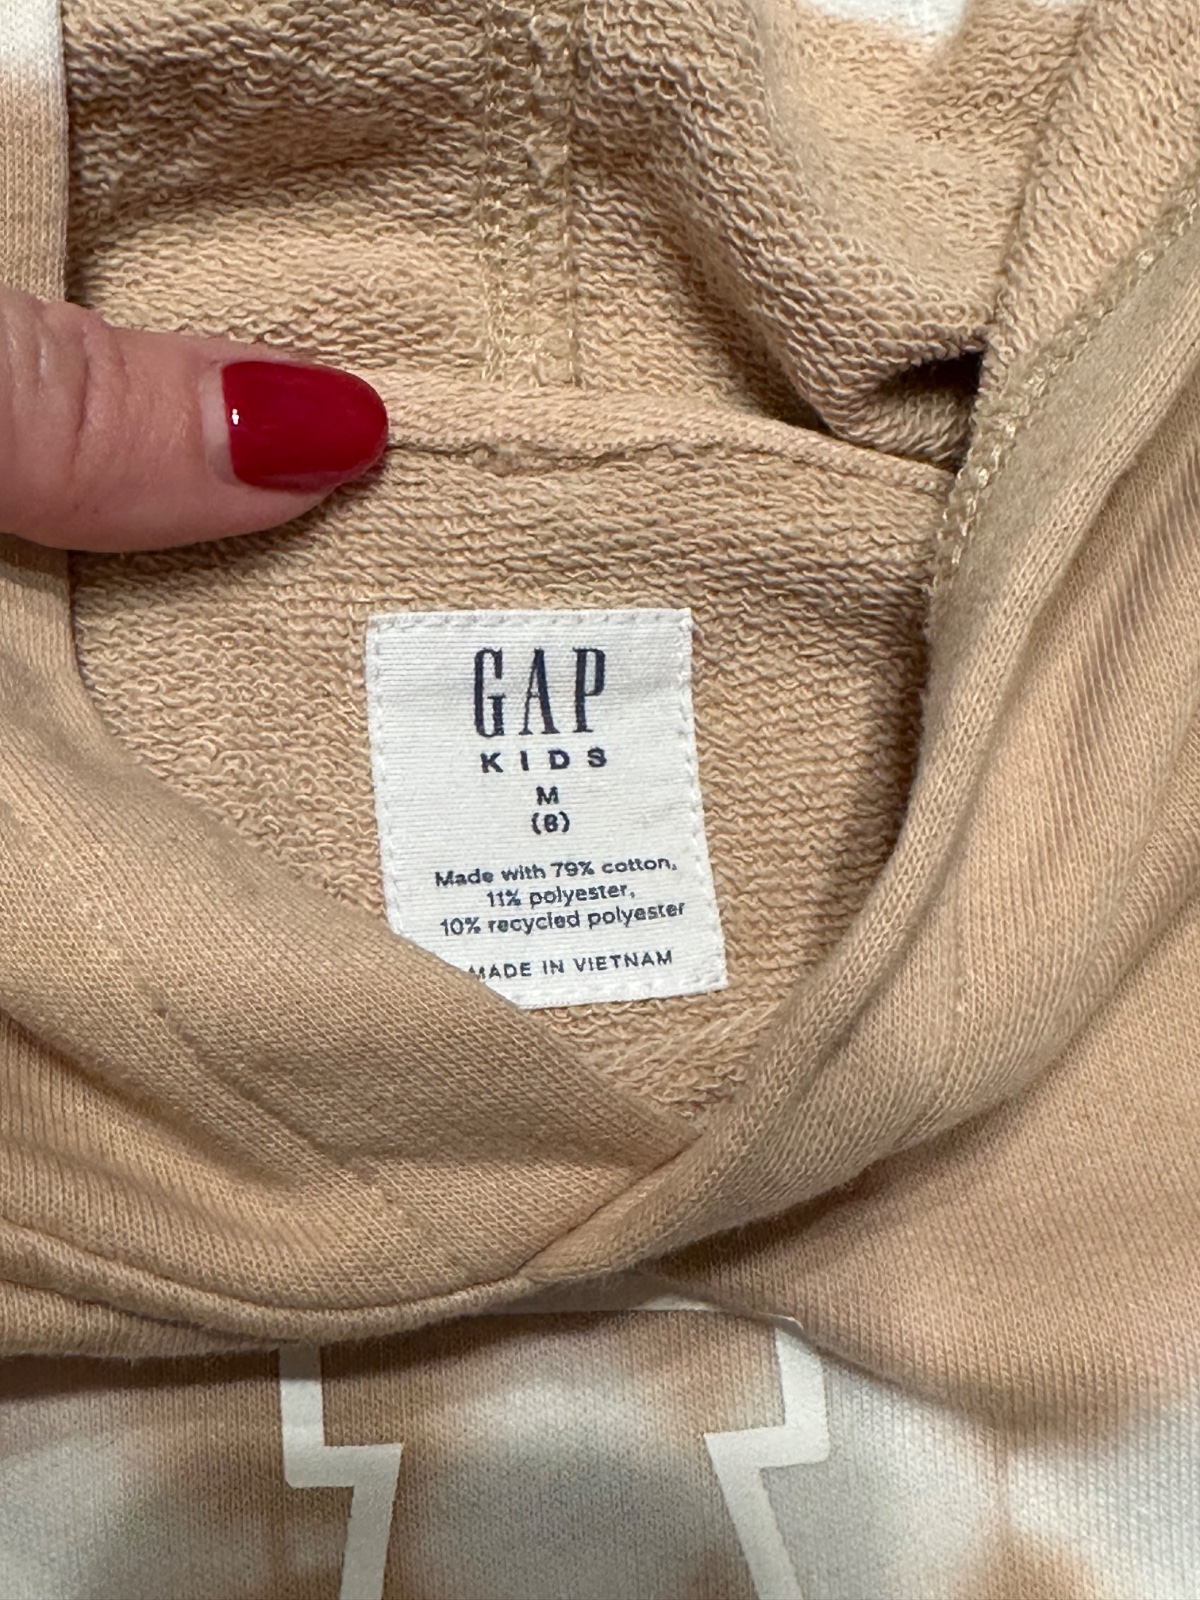 GAP
KIDS
M
(8)
Made with 79% cotton,
11% polyester,
10% recycled polyester
MADE IN VIETNAM